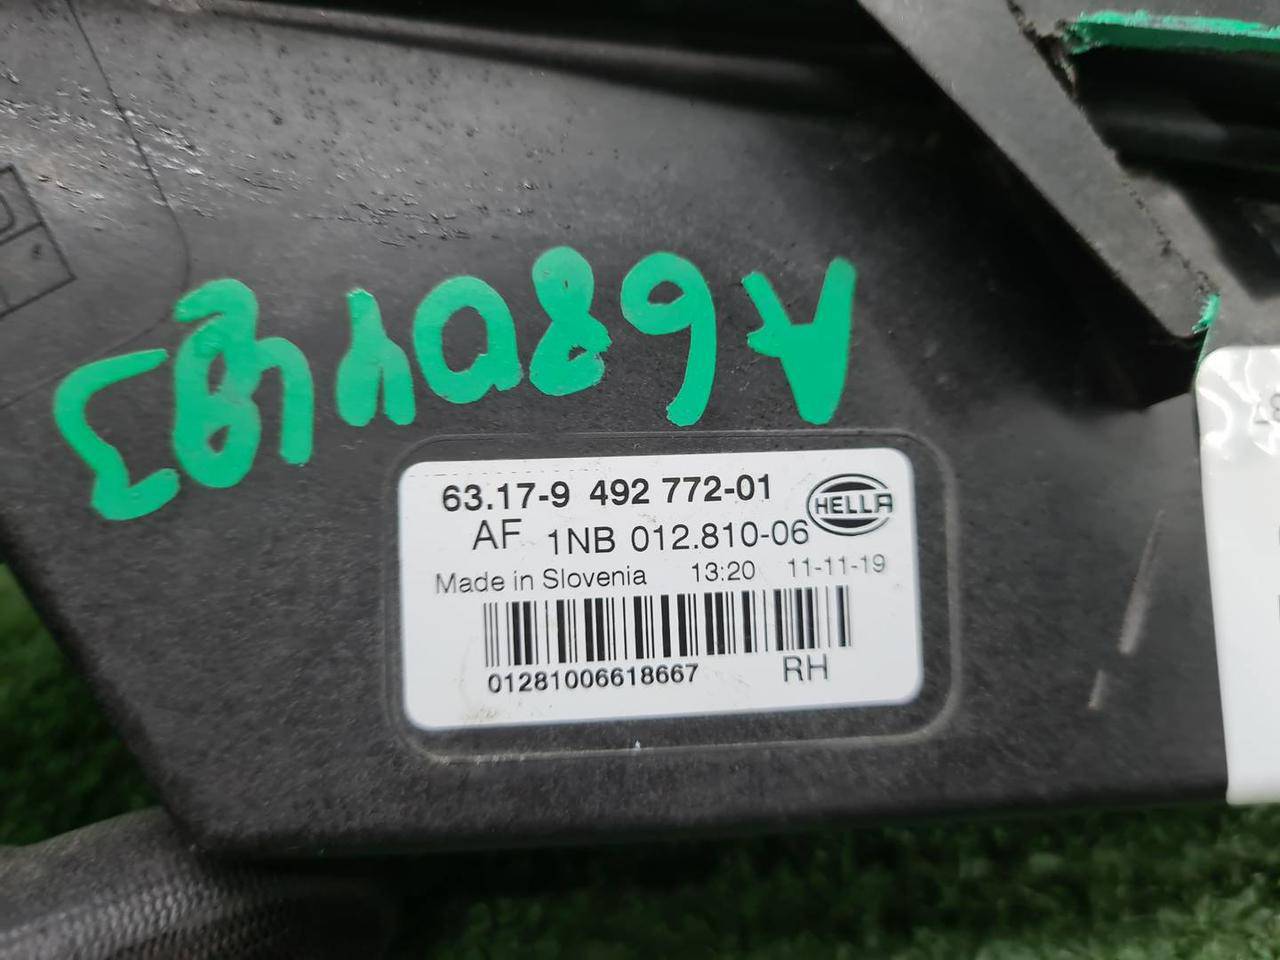 63.17-9 492 772-01
HELLA
AF 1NB 012.810-06
Made in Slovenia 13:20 11-11-19
01281006618667 RH